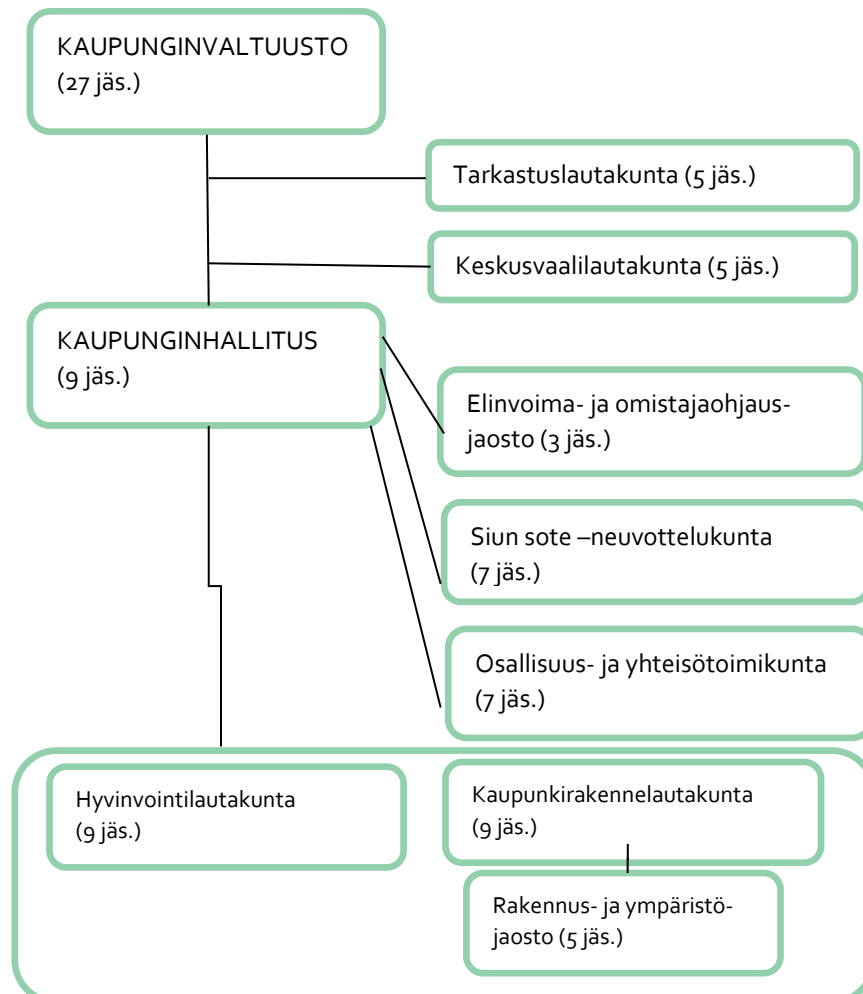 KAUPUNGINVALTUUSTO
(27 jäs.)
Tarkastuslautakunta (5 jäs.)
Keskusvaalilautakunta (5 jäs.)
KAUPUNGINHALLITUS
(9 jäs.)
Elinvoima- ja omistajaohjaus-
jaosto (3 jäs.)
Siun sote –neuvottelukunta
(7 jäs.)
Osallisuus- ja yhteisötoimikunta
(7 jäs.)
Hyvinvointilautakunta
(9 jäs.)
Kaupunkirakennelautakunta
(9 jäs.)
Rakennus- ja ympäristö-
jaosto (5 jäs.)